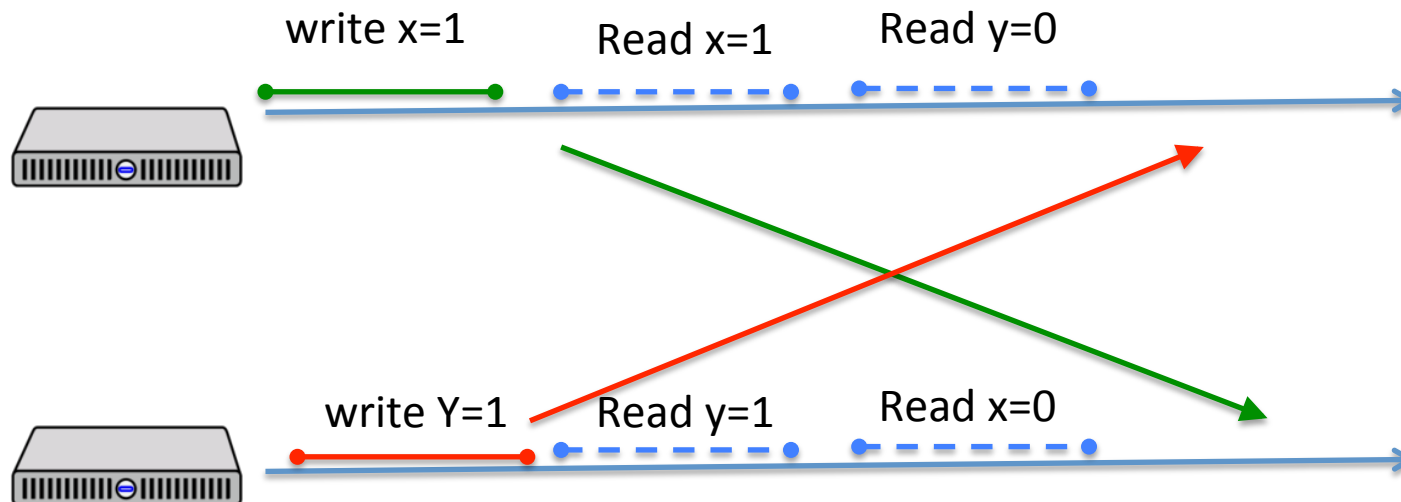 write x=1 Read x=1 Read y=0
write Y=1 Read y=1 Read x=0